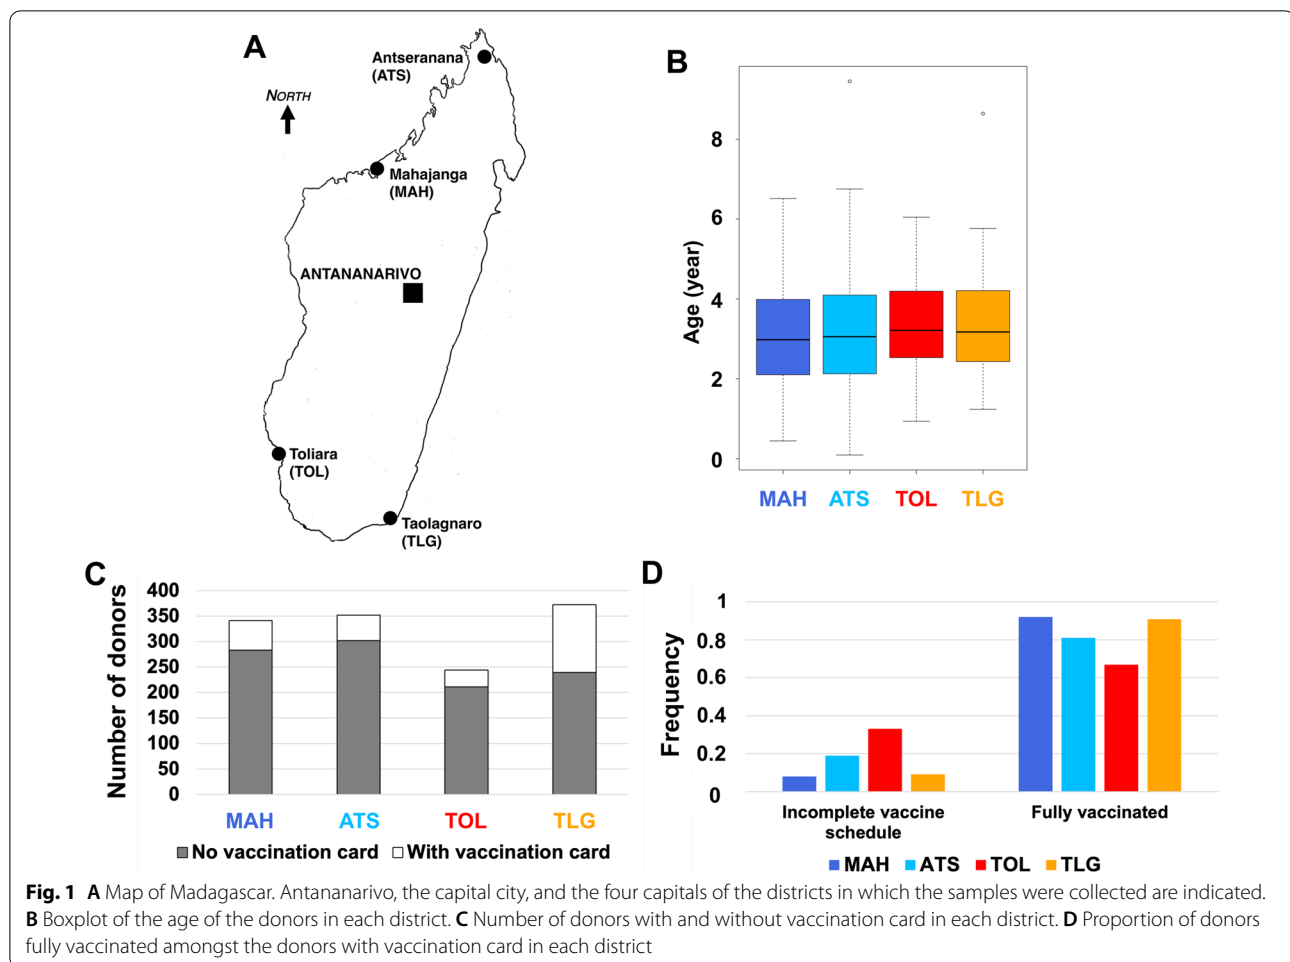 A
Antseranana
(ATS)
NORTH
Mahajanga
(MAH)
ANTANANARIVO
Toliara
(TOL)
Taolagnaro
(TLG)
B
Age (year)
8
6
4
2
0
MAH ATS TOL TLG
C
Number of donors
400
350
300
250
200
150
100
50
0
MAH ATS TOL TLG
No vaccination card With vaccination card
D
Frequency
1
0.8
0.6
0.4
0.2
0
Incomplete vaccine
schedule
Fully vaccinated
MAH ATS TOL TLG
Fig. 1 A Map of Madagascar. Antananarivo, the capital city, and the four capitals of the districts in which the samples were collected are indicated.
B Boxplot of the age of the donors in each district. C Number of donors with and without vaccination card in each district. D Proportion of donors
fully vaccinated amongst the donors with vaccination card in each district